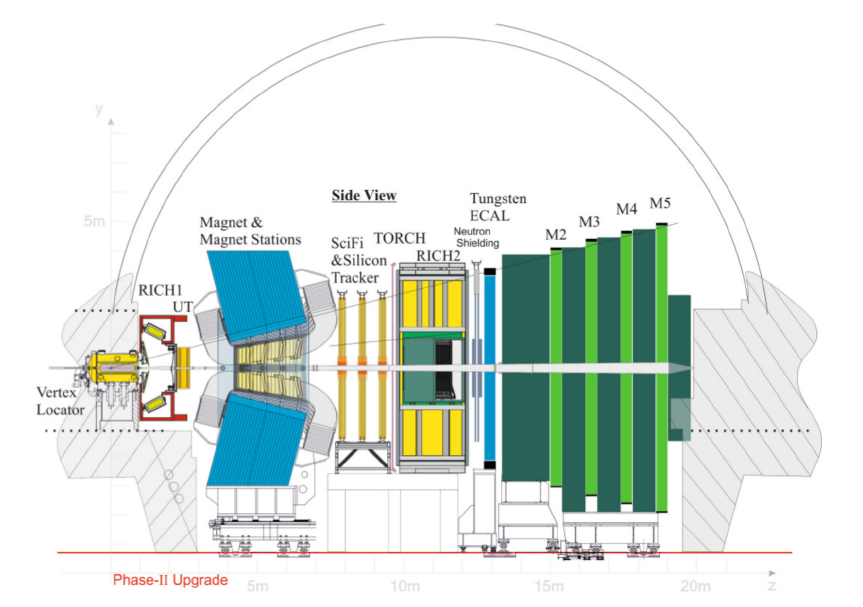 y
5m
Side View
Magnet &
Magnet Stations
SciFi
&Silicon
Tracker
TORCH
RICH2
Tungsten
ECAL
Neutron
Shielding
M2
M3
M4
M5
RICH1
UT
Vertex
Locator
Phase-II Upgrade
5m
10m
15m
20m
z